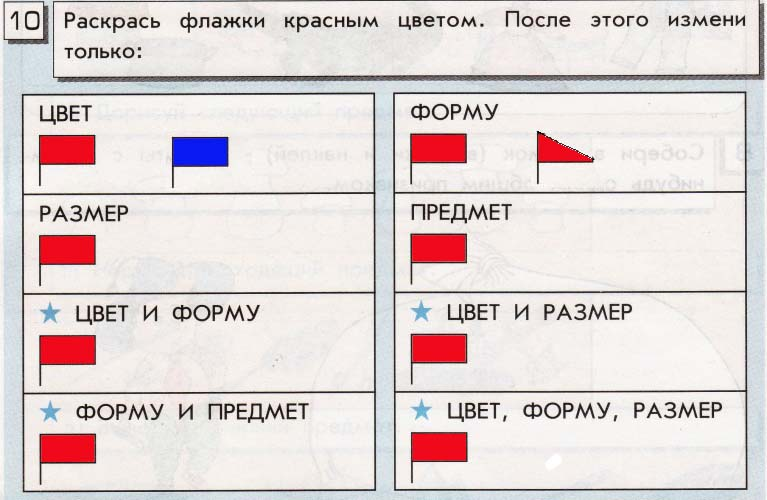 10 Раскрась флажки красным цветом. После этого измени
только:
ЦВЕТ
ФОРМУ
РАЗМЕР
ПРЕДМЕТ
ЦВЕТ И ФОРМУ
ЦВЕТ И РАЗМЕР
ФОРМУ И ПРЕДМЕТ
ЦВЕТ, ФОРМУ, РАЗМЕР